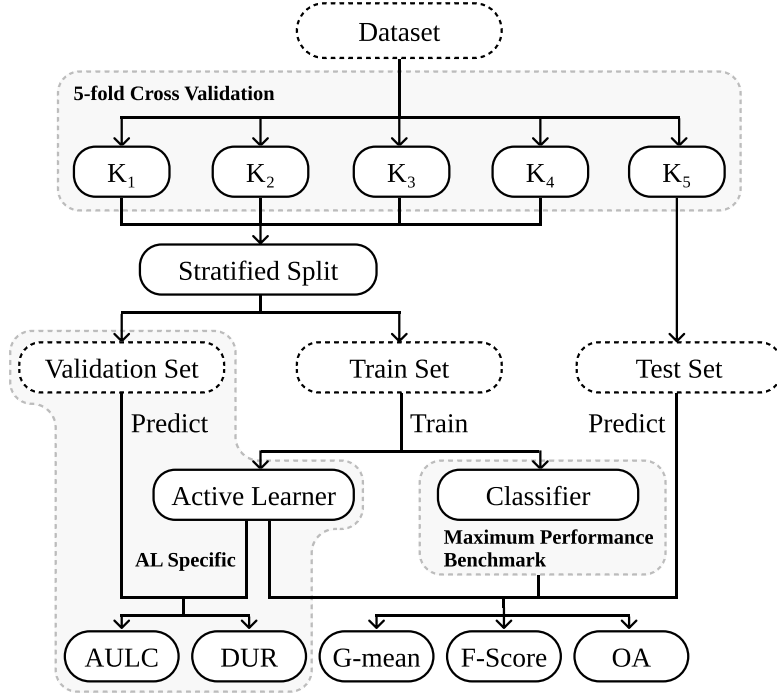 Dataset
5-fold Cross Validation
K₁
K₂
K₃
K₄
K₅
Stratified Split
Validation Set
Train Set
Test Set
Predict
Train
Predict
Active Learner
Classifier
Maximum Performance
Benchmark
AL Specific
AULC
DUR
G-mean
F-Score
OA